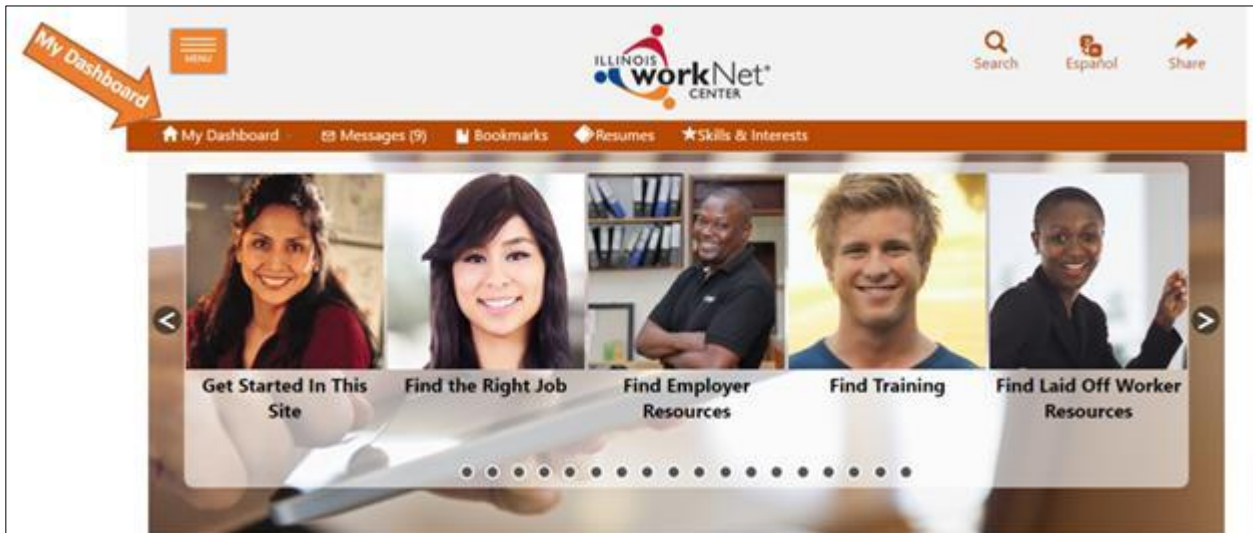 My Dashboard
MENU
ILLINOIS
workNet
CENTER
Search
Español
Share
My Dashboard
Messages (9)
Bookmarks
Resumes
Skills & Interests
Get Started In This
Site
Find the Right Job
Find Employer
Resources
Find Training
Find Laid Off Worker
Resources